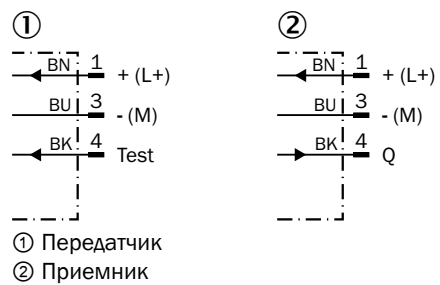 ① ②
BN 1 + (L+) BN 1 + (L+)
BU 3 - (M) BU 3 - (M)
BK 4 Test BK 4 Q
① Передатчик
② Приемник